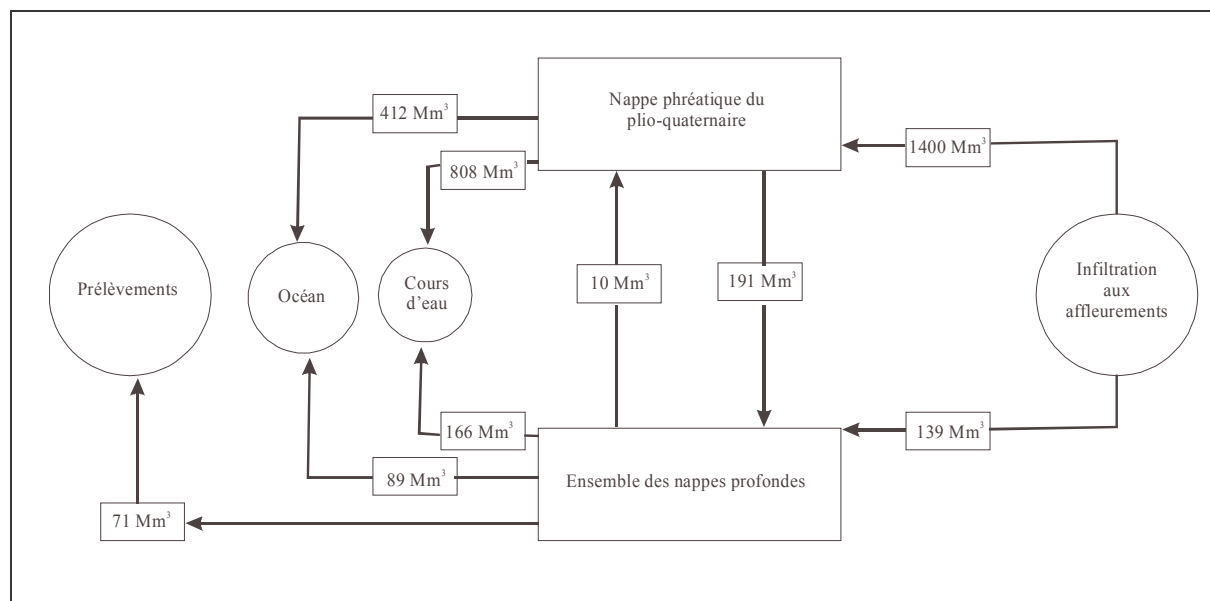 Nappe phréatique du
plio-quaternaire
412 Mm³
808 Mm³
1400 Mm³
Prélèvements
Océan
Cours
d'eau
10 Mm³
191 Mm³
Infiltration
aux
affleurements
166 Mm³
139 Mm³
89 Mm³
Ensemble des nappes profondes
71 Mm³